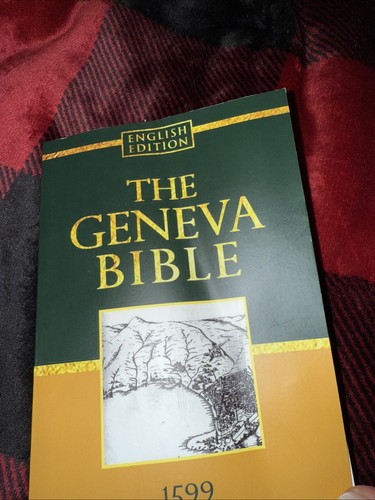 ENGLISH
EDITION
THE
GENEVA
BIBLE
1599